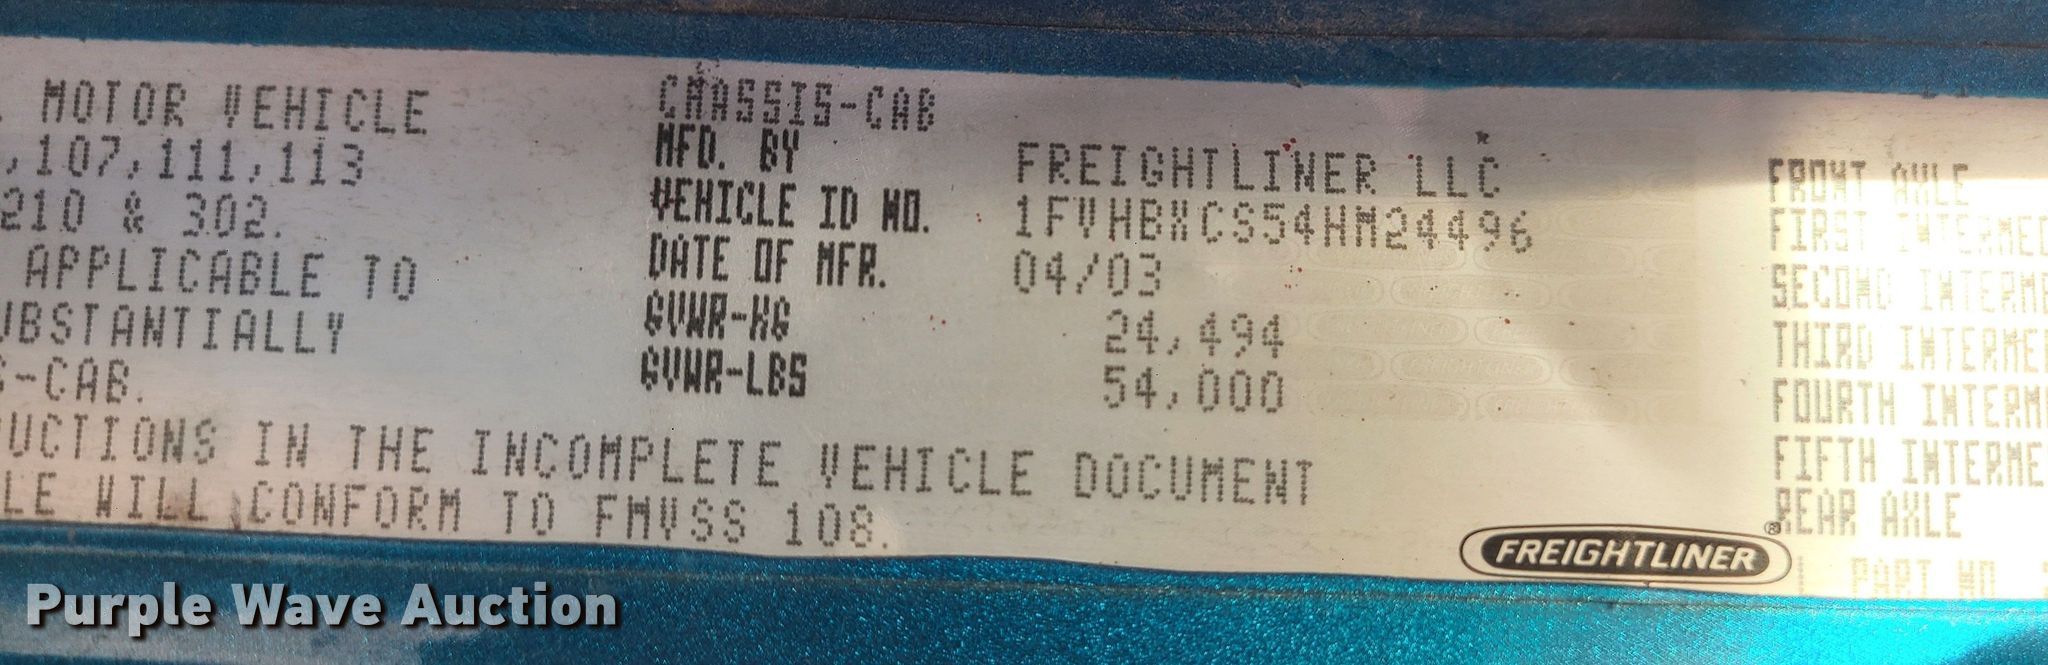 MOTOR VEHICLE
,107,111,113
210 & 302.
APPLICABLE TO
UBSTANTIALLY
S-CAB.
UCTIONS IN THE INCOMPLETE VEHICLE DOCUMENT
LE WILL CONFORM TO FMVSS 108.
CHASSIS-CAB
MFD. BY FREIGHTLINER LLC
VEHICLE ID NO. 1FVHBXCS54HM24496
DATE OF MFR. 04/03
GVWR-KG 24,494
GVWR-LBS 54,000
FRONT AXLE
FIRST INTERMED
SECOND INTERME
THIRD INTERME
FOURTH INTERM
FIFTH INTERME
REAR AXLE
PART NO.
FREIGHTLINER®
Purple Wave Auction